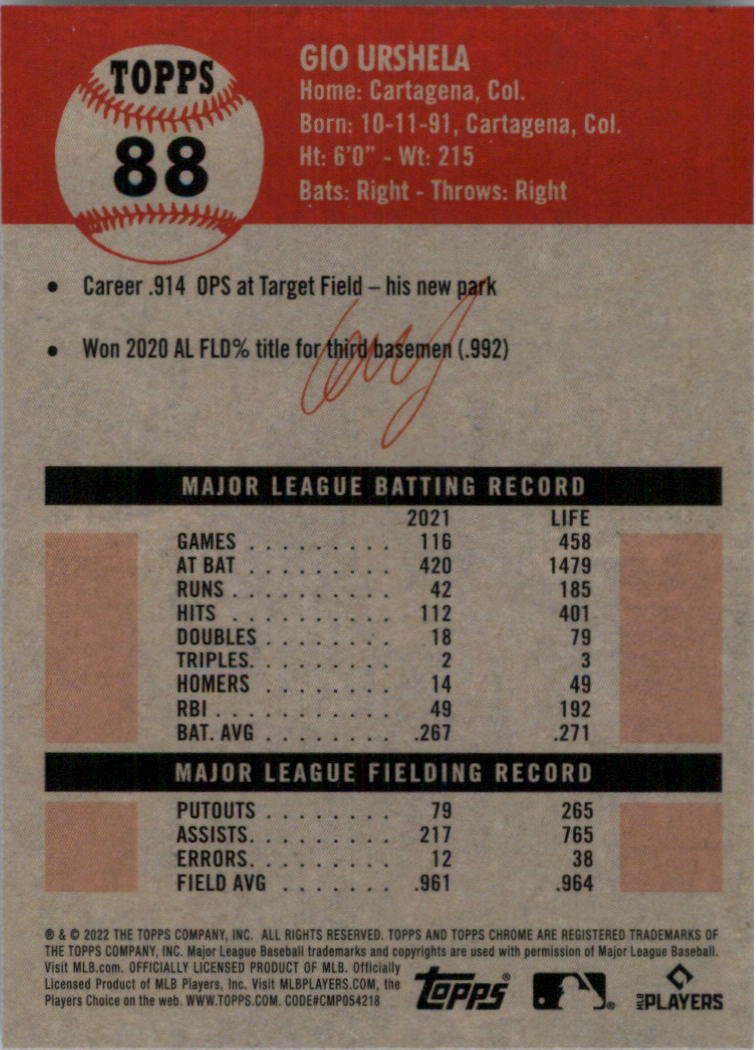 TOPPS
88
GIO URSHELA
Home: Cartagena, Col.
Born: 10-11-91, Cartagena, Col.
Ht: 6'0" - Wt: 215
Bats: Right - Throws: Right
• Career .914 OPS at Target Field – his new park
• Won 2020 AL FLD% title for third basemen (.992)
MAJOR LEAGUE BATTING RECORD
2021 LIFE
GAMES . . . . . . . . . . 116 458
AT BAT . . . . . . . . . . 420 1479
RUNS . . . . . . . . . . . 42 185
HITS . . . . . . . . . . . 112 401
DOUBLES . . . . . . . . 18 79
TRIPLES. . . . . . . . . 2 3
HOMERS . . . . . . . . 14 49
RBI . . . . . . . . . . . . 49 192
BAT. AVG . . . . . . . . .267 .271
MAJOR LEAGUE FIELDING RECORD
PUTOUTS . . . . . . . . 79 265
ASSISTS. . . . . . . . . 217 765
ERRORS. . . . . . . . . 12 38
FIELD AVG . . . . . . . .961 .964
® & © 2022 THE TOPPS COMPANY, INC. ALL RIGHTS RESERVED. TOPPS AND TOPPS CHROME ARE REGISTERED TRADEMARKS OF
THE TOPPS COMPANY, INC. Major League Baseball trademarks and copyrights are used with permission of Major League Baseball.
Visit MLB.com. OFFICIALLY LICENSED PRODUCT OF MLB. Officially
Licensed Product of MLB Players, Inc. Visit MLBPLAYERS.COM, the
Players Choice on the web. WWW.TOPPS.COM. CODE#CMP054218
Topps®
®
MLB PLAYERS